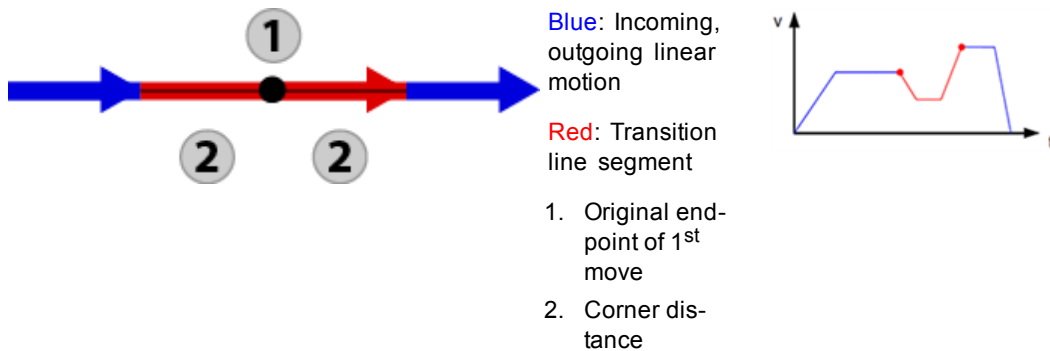 1
2 2
Blue: Incoming,
outgoing linear
motion
Red: Transition
line segment
1. Original end-
point of 1st
move
2. Corner dis-
tance
v
t